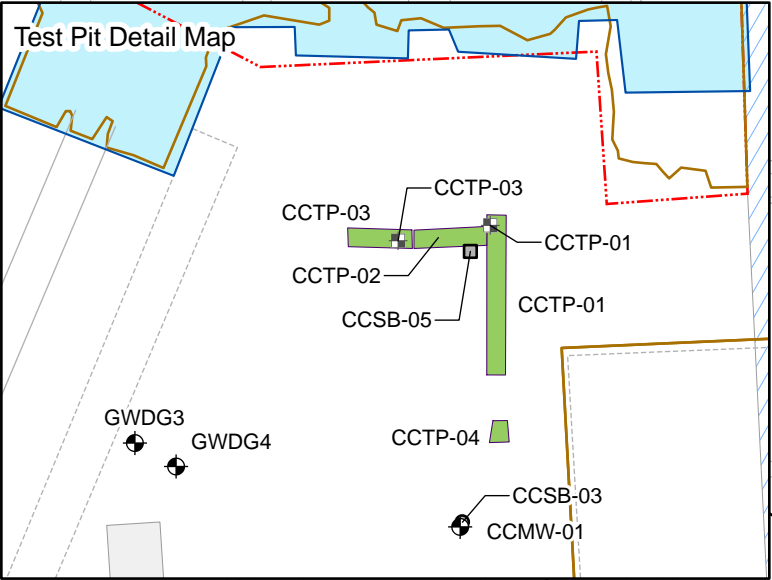 Test Pit Detail Map
CCTP-03
CCTP-03
CCTP-01
CCTP-02
CCTP-01
CCSB-05
GWDG3
GWDG4
CCTP-04
CCSB-03
CCMW-01